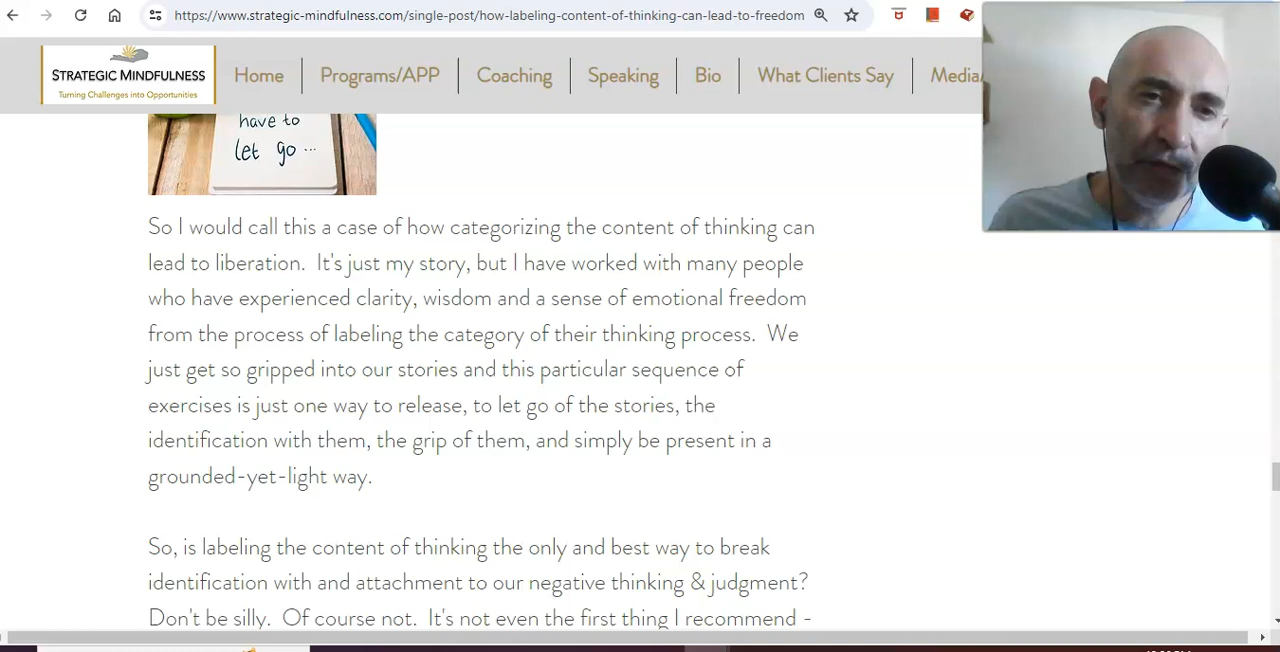 https://www.strategic-mindfulness.com/single-post/how-labeling-content-of-thinking-can-lead-to-freedom
STRATEGIC MINDFULNESS
Turning Challenges into Opportunities
Home
Programs/APP
Coaching
Speaking
Bio
What Clients Say
Media/
have to
let go ...
So I would call this a case of how categorizing the content of thinking can
lead to liberation. It's just my story, but I have worked with many people
who have experienced clarity, wisdom and a sense of emotional freedom
from the process of labeling the category of their thinking process. We
just get so gripped into our stories and this particular sequence of
exercises is just one way to release, to let go of the stories, the
identification with them, the grip of them, and simply be present in a
grounded-yet-light way.
So, is labeling the content of thinking the only and best way to break
identification with and attachment to our negative thinking & judgment?
Don't be silly. Of course not. It's not even the first thing I recommend -